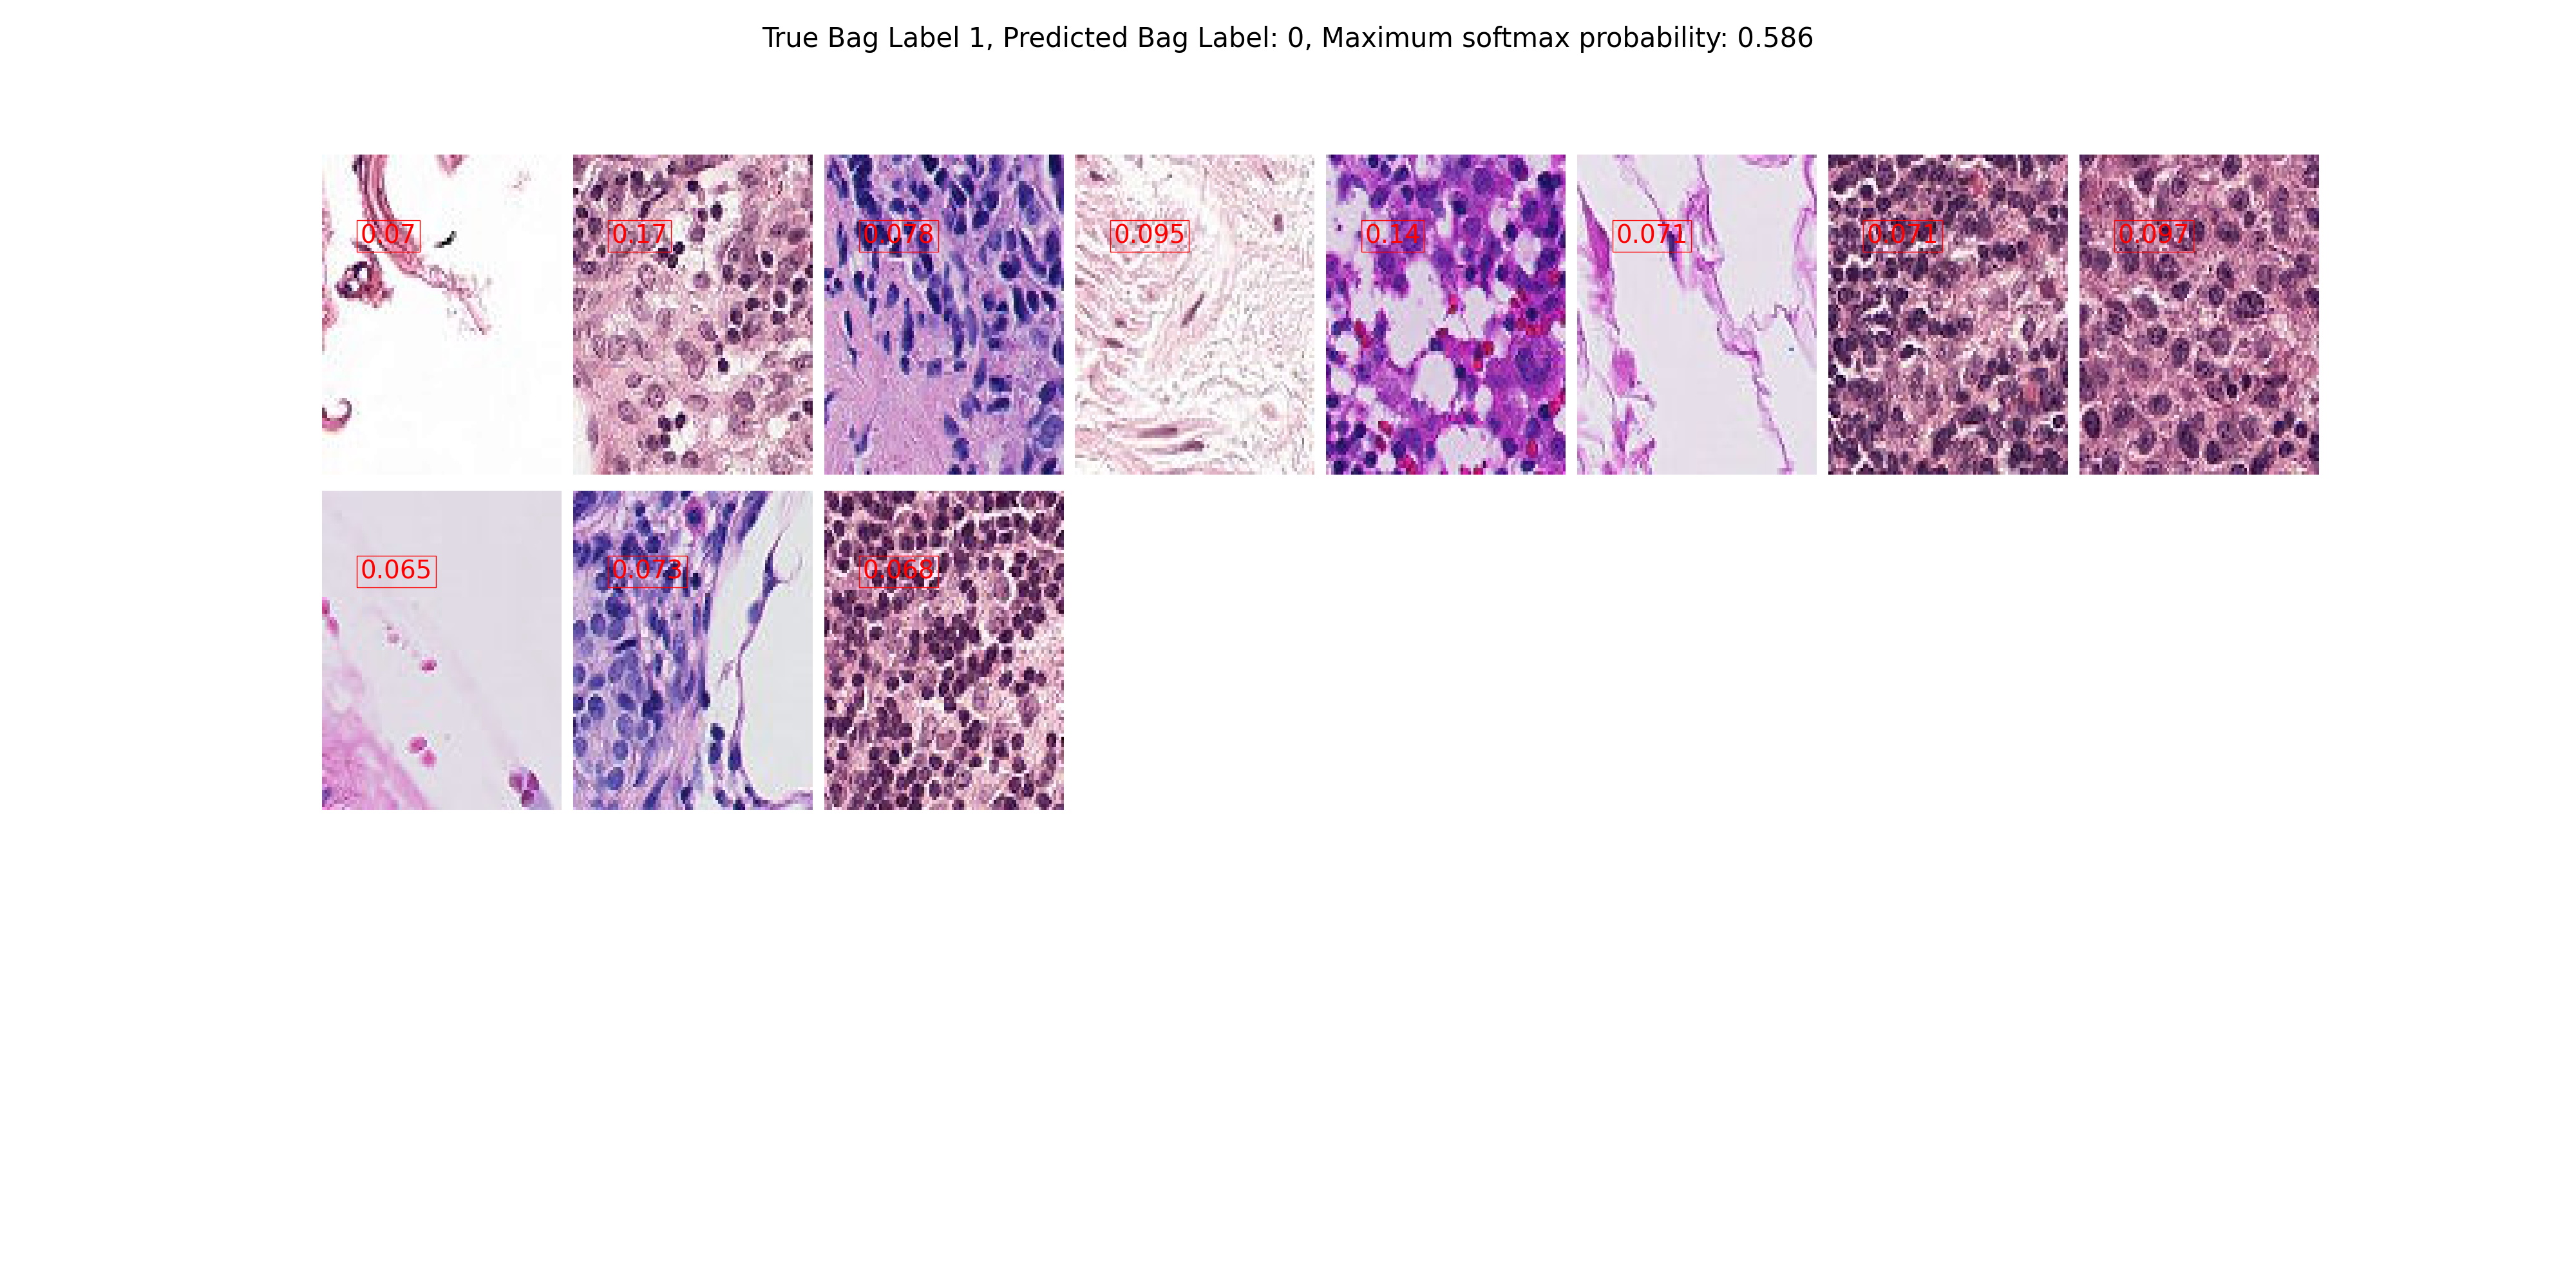 True Bag Label 1, Predicted Bag Label: 0, Maximum softmax probability: 0.586
0.07 0.17 0.078 0.095 0.14 0.071 0.071 0.097
0.065 0.073 0.068